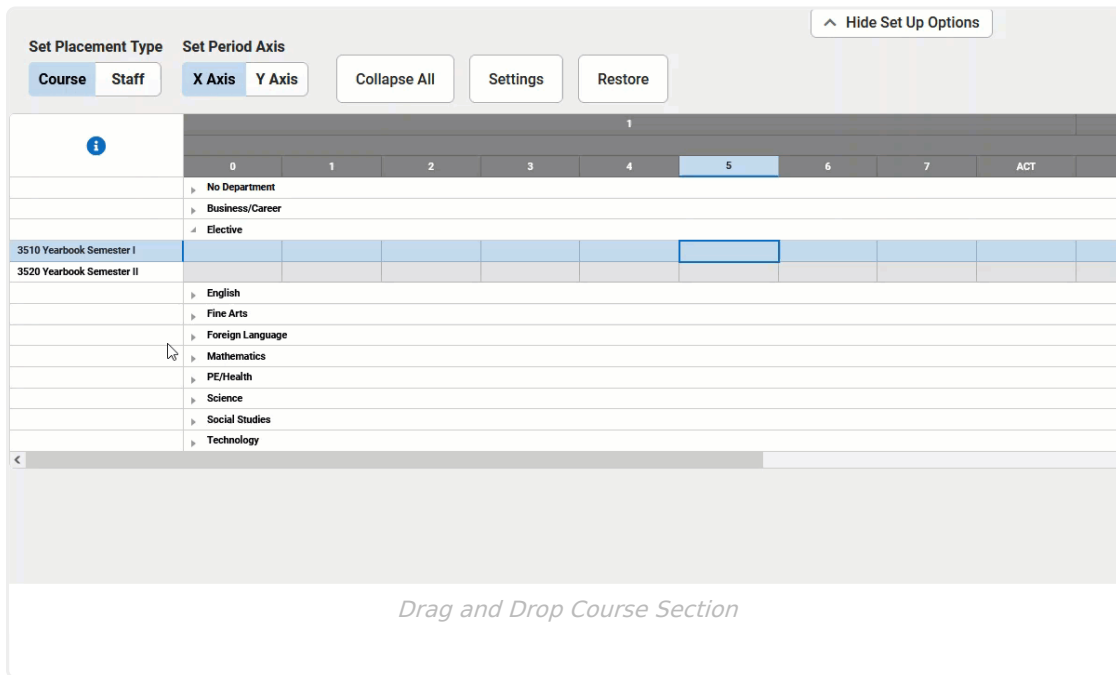 Hide Set Up Options
Set Placement Type Set Period Axis
Course Staff X Axis Y Axis Collapse All Settings Restore
1
0 1 2 3 4 5 6 7 ACT
No Department
Business/Career
Elective
3510 Yearbook Semester I
3520 Yearbook Semester II
English
Fine Arts
Foreign Language
Mathematics
PE/Health
Science
Social Studies
Technology
Drag and Drop Course Section